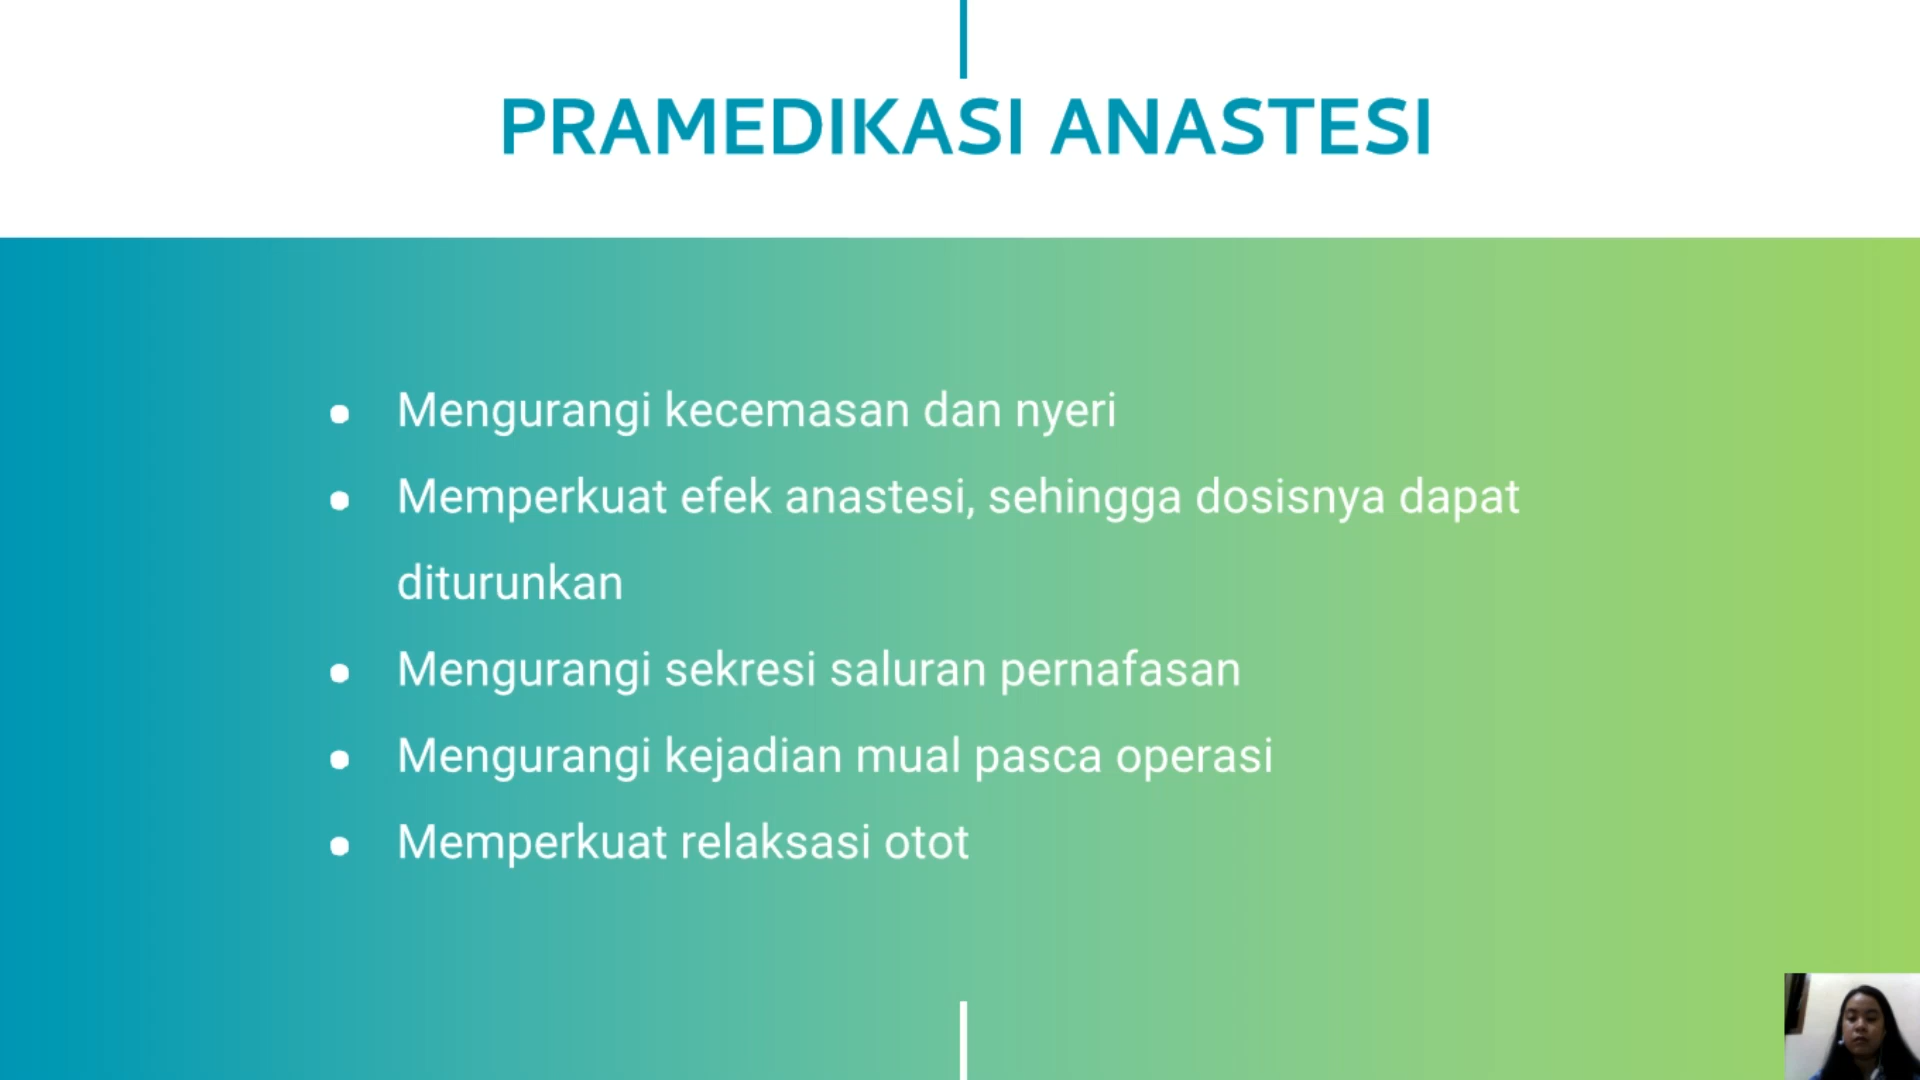 PRAMEDIKASI ANASTESI
● Mengurangi kecemasan dan nyeri
● Memperkuat efek anastesi, sehingga dosisnya dapat
diturunkan
● Mengurangi sekresi saluran pernafasan
● Mengurangi kejadian mual pasca operasi
● Memperkuat relaksasi otot